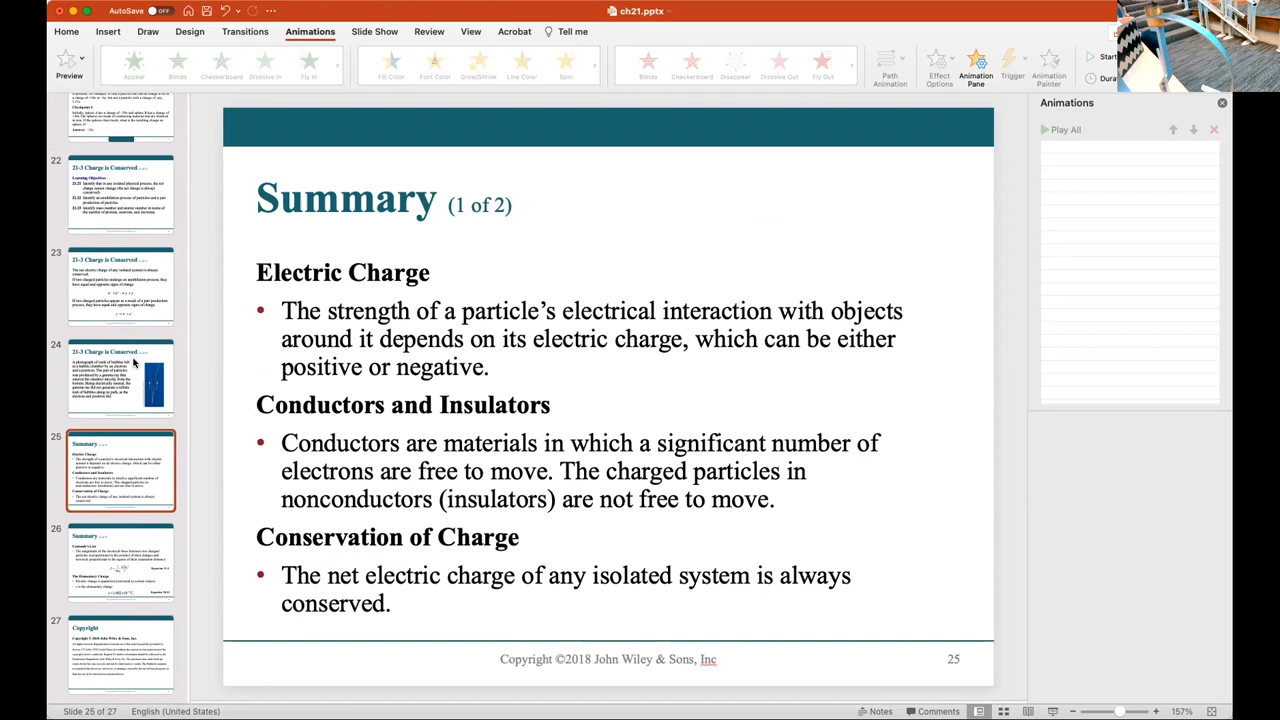 AutoSave OFF
ch21.pptx
Home Insert Draw Design Transitions Animations Slide Show Review View Acrobat Tell me
Preview
Appear Blinds Checkerboard Dissolve In Fly In
Fill Color Font Color Grow/Shrink Line Color Spin
Blinds Checkerboard Disappear Dissolve Out Fly Out
Path Animation
Effect Options
Animation Pane
Trigger
Animation Painter
Start
Dura
Animations
Play All
22
21-3 Charge is Conserved
Learning Objectives
23
21-3 Charge is Conserved
24
21-3 Charge is Conserved
25
Summary
26
Summary
27
Copyright
Summary (1 of 2)
Electric Charge
• The strength of a particle’s electrical interaction with objects
around it depends on its electric charge, which can be either
positive or negative.
Conductors and Insulators
• Conductors are materials in which a significant number of
electrons are free to move. The charged particles in
nonconductors (insulators) are not free to move.
Conservation of Charge
• The net electric charge of any isolated system is always
conserved.
Copyright ©2018 John Wiley & Sons, Inc
25
Slide 25 of 27 English (United States)
Notes Comments 157%